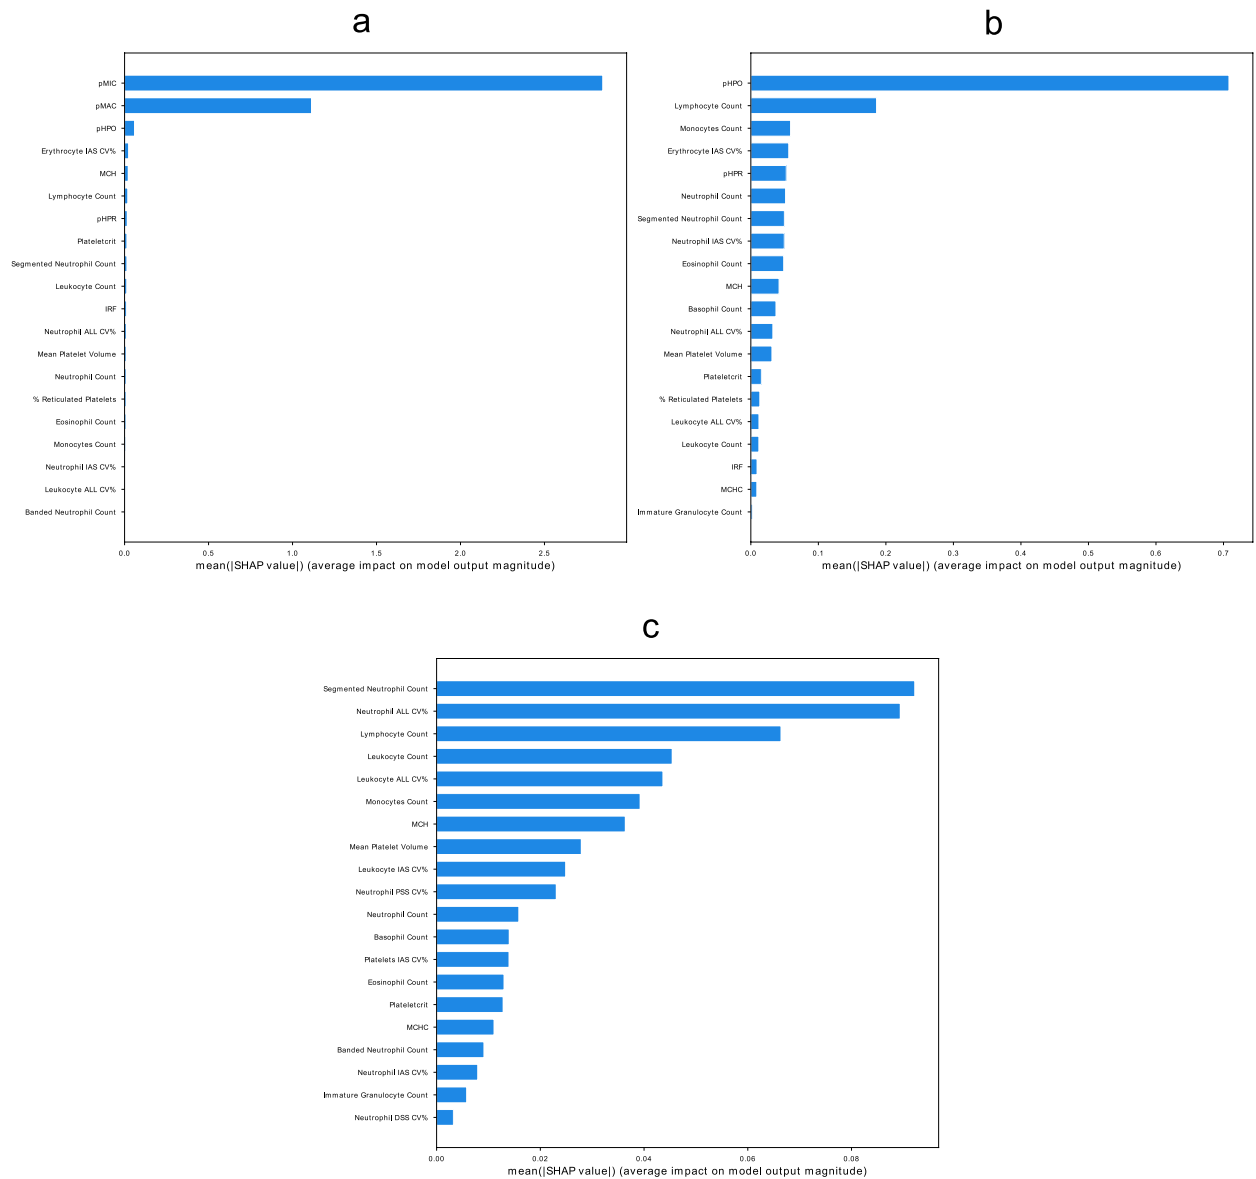 a
pMIC
pMAC
pHPO
Erythrocyte IAS CV%
MCH
Lymphocyte Count
pHPR
Plateletcrit
Segmented Neutrophil Count
Leukocyte Count
IRF
Neutrophil ALL CV%
Mean Platelet Volume
Neutrophil Count
% Reticulated Platelets
Eosinophil Count
Monocytes Count
Neutrophil IAS CV%
Leukocyte ALL CV%
Banded Neutrophil Count
0.0 0.5 1.0 1.5 2.0 2.5
mean(|SHAP value|) (average impact on model output magnitude)
b
pHPO
Lymphocyte Count
Monocytes Count
Erythrocyte IAS CV%
pHPR
Neutrophil Count
Segmented Neutrophil Count
Neutrophil IAS CV%
Eosinophil Count
MCH
Basophil Count
Neutrophil ALL CV%
Mean Platelet Volume
Plateletcrit
% Reticulated Platelets
Leukocyte ALL CV%
Leukocyte Count
IRF
MCHC
Immature Granulocyte Count
0.0 0.1 0.2 0.3 0.4 0.5 0.6 0.7
mean(|SHAP value|) (average impact on model output magnitude)
c
Segmented Neutrophil Count
Neutrophil ALL CV%
Lymphocyte Count
Leukocyte Count
Leukocyte ALL CV%
Monocytes Count
MCH
Mean Platelet Volume
Leukocyte IAS CV%
Neutrophil PSS CV%
Neutrophil Count
Basophil Count
Platelets IAS CV%
Eosinophil Count
Plateletcrit
MCHC
Banded Neutrophil Count
Neutrophil IAS CV%
Immature Granulocyte Count
Neutrophil DSS CV%
0.00 0.02 0.04 0.06 0.08
mean(|SHAP value|) (average impact on model output magnitude)